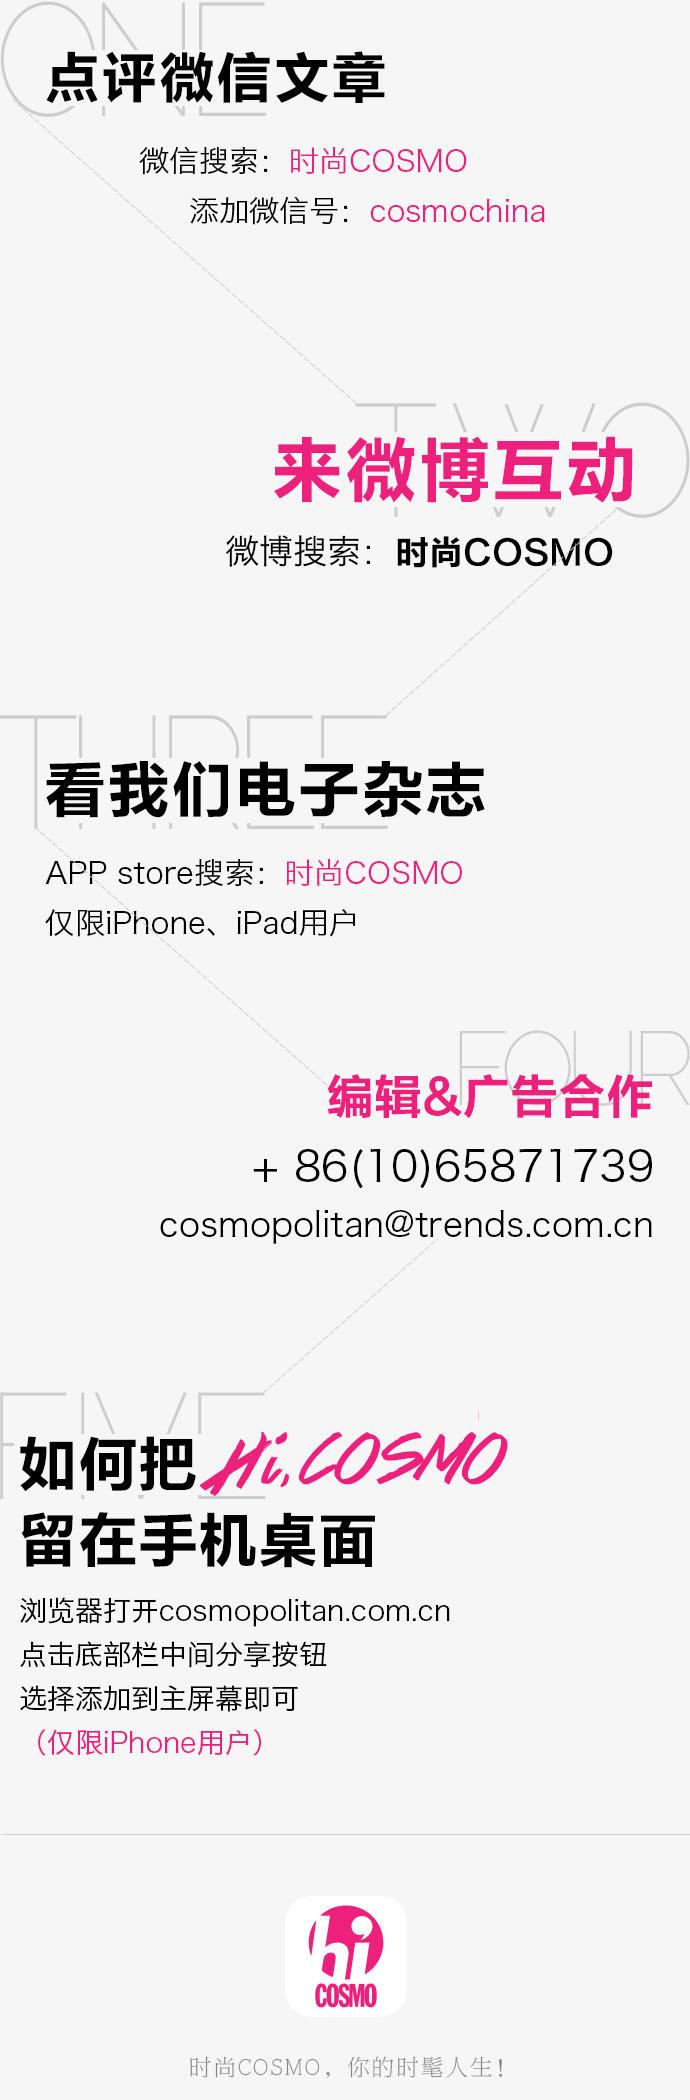 ONE
点评微信文章
微信搜索：时尚COSMO
添加微信号：cosmochina
TWO
来微博互动
微博搜索：时尚COSMO
THREE
看我们电子杂志
APP store搜索：时尚COSMO
仅限iPhone、iPad用户
FOUR
编辑&广告合作
+ 86(10)65871739
cosmopolitan@trends.com.cn
FIVE
如何把Hi,COSMO
留在手机桌面
浏览器打开cosmopolitan.com.cn
点击底部栏中间分享按钮
选择添加到主屏幕即可
（仅限iPhone用户）
hi
COSMO
时尚COSMO，你的时髦人生！